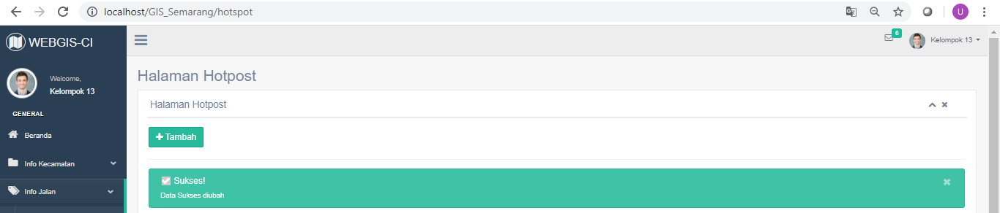 localhost/GIS_Semarang/hotspot
U
WEBGIS-CI
6
Kelompok 13
Welcome,
Kelompok 13
GENERAL
Beranda
Info Kecamatan
Info Jalan
Halaman Hotpost
Halaman Hotpost
Tambah
Sukses!
Data Sukses diubah